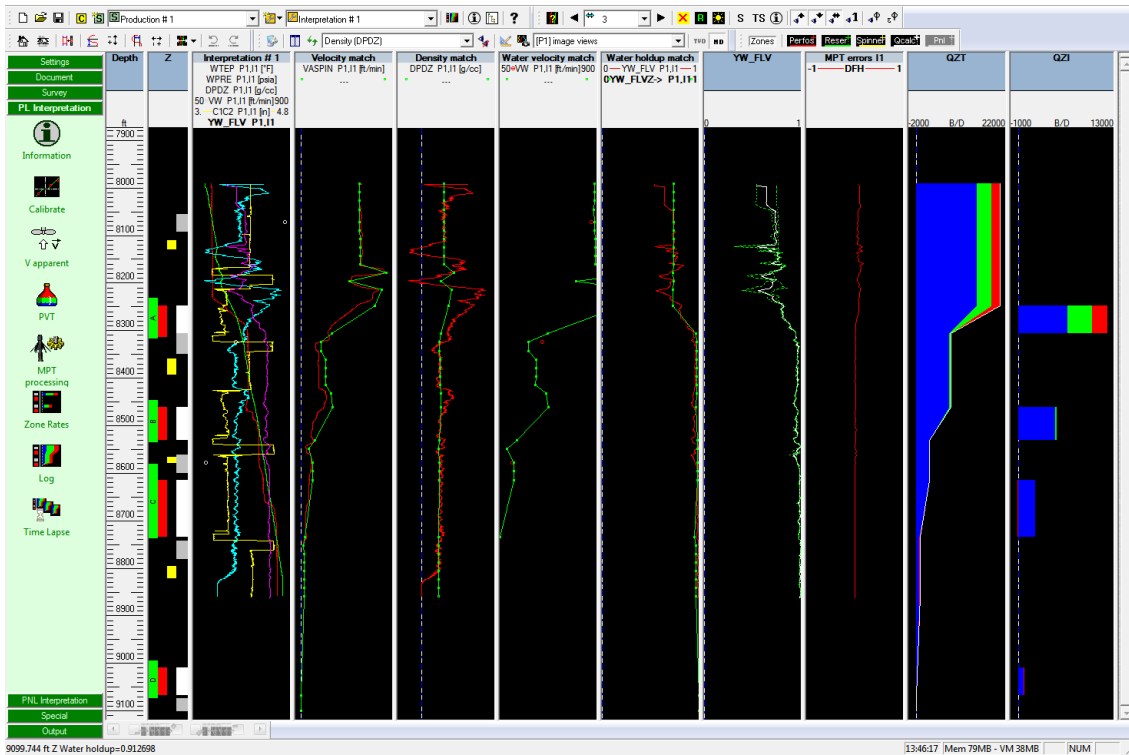 Production # 1
Interpretation # 1
?
3
R
S TS
Density (DPDZ)
[P1] image views
TVD MD
Zones Perfos Reser Spinner Qcalc Pnl
Settings
Document
Survey
PL Interpretation
Information
Calibrate
V apparent
PVT
MPT
processing
Zone Rates
Log
Time Lapse
PNL Interpretation
Special
Output
Depth
ft
7900
8000
8100
8200
8300
8400
8500
8600
8700
8800
8900
9000
9100
Z
A
B
C
D
Interpretation # 1
WTEP P1,I1 [°F]
WPRE P1,I1 [psia]
DPDZ P1,I1 [g/cc]
50 VW P1,I1 [ft/min] 900
3. C1C2 P1,I1 [in] 4.8
YW_FLV P1,I1
Velocity match
VASPIN P1,I1 [ft/min]
...
Density match
DPDZ P1,I1 [g/cc]
...
Water velocity match
50 VW P1,I1 [ft/min] 900
...
Water holdup match
0 YW_FLV P1,I1 1
0 YW_FLVZ-> P1,I1 1
YW_FLV
0 1
MPT errors I1
-1 DFH 1
QZT
-2000 B/D 22000
QZI
-1000 B/D 13000
9099.744 ft Z Water holdup=0.912698
13:46:17 Mem 79MB - VM 38MB NUM